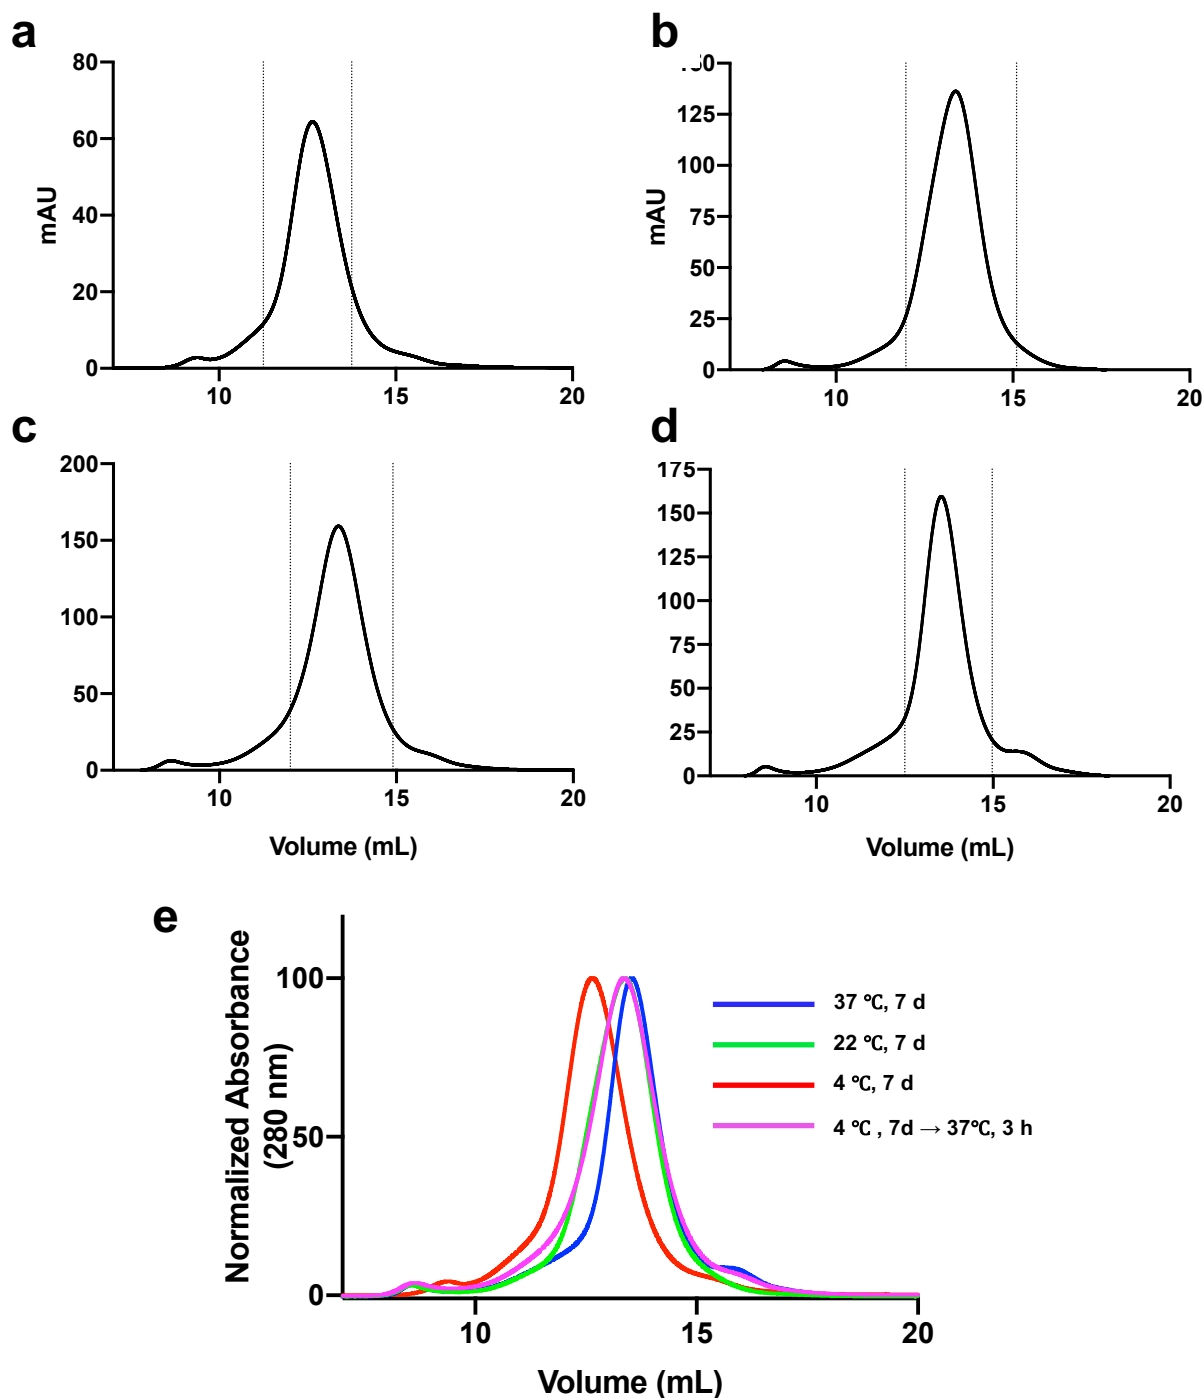 a
80
60
40
20
0
mAU
10
15
20
b
125
100
75
50
25
0
mAU
10
15
20
c
200
150
100
50
0
10
15
20
Volume (mL)
d
175
150
125
100
75
50
25
0
10
15
20
Volume (mL)
e
Normalized Absorbance
(280 nm)
100
50
0
10
15
20
Volume (mL)
37 ℃, 7 d
22 ℃, 7 d
4 ℃, 7 d
4 ℃ , 7d → 37℃, 3 h